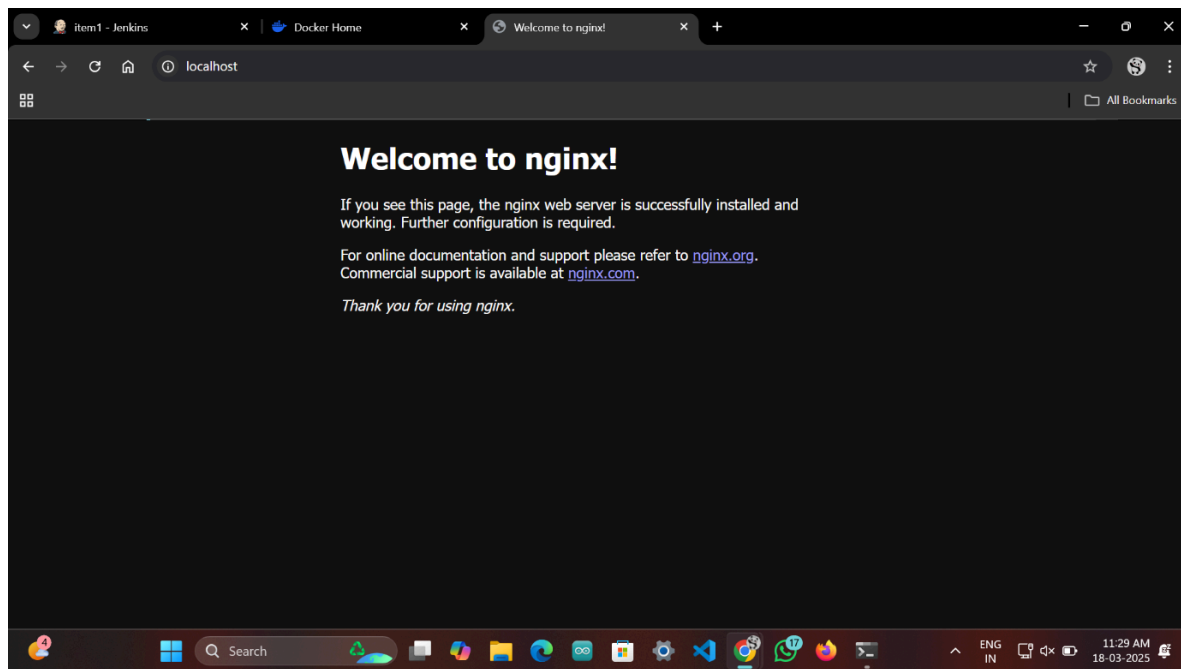 item1 - Jenkins
Docker Home
Welcome to nginx!
localhost
All Bookmarks
Welcome to nginx!
If you see this page, the nginx web server is successfully installed and
working. Further configuration is required.
For online documentation and support please refer to nginx.org.
Commercial support is available at nginx.com.
Thank you for using nginx.
4
Search
17
ENG
IN
11:29 AM
18-03-2025